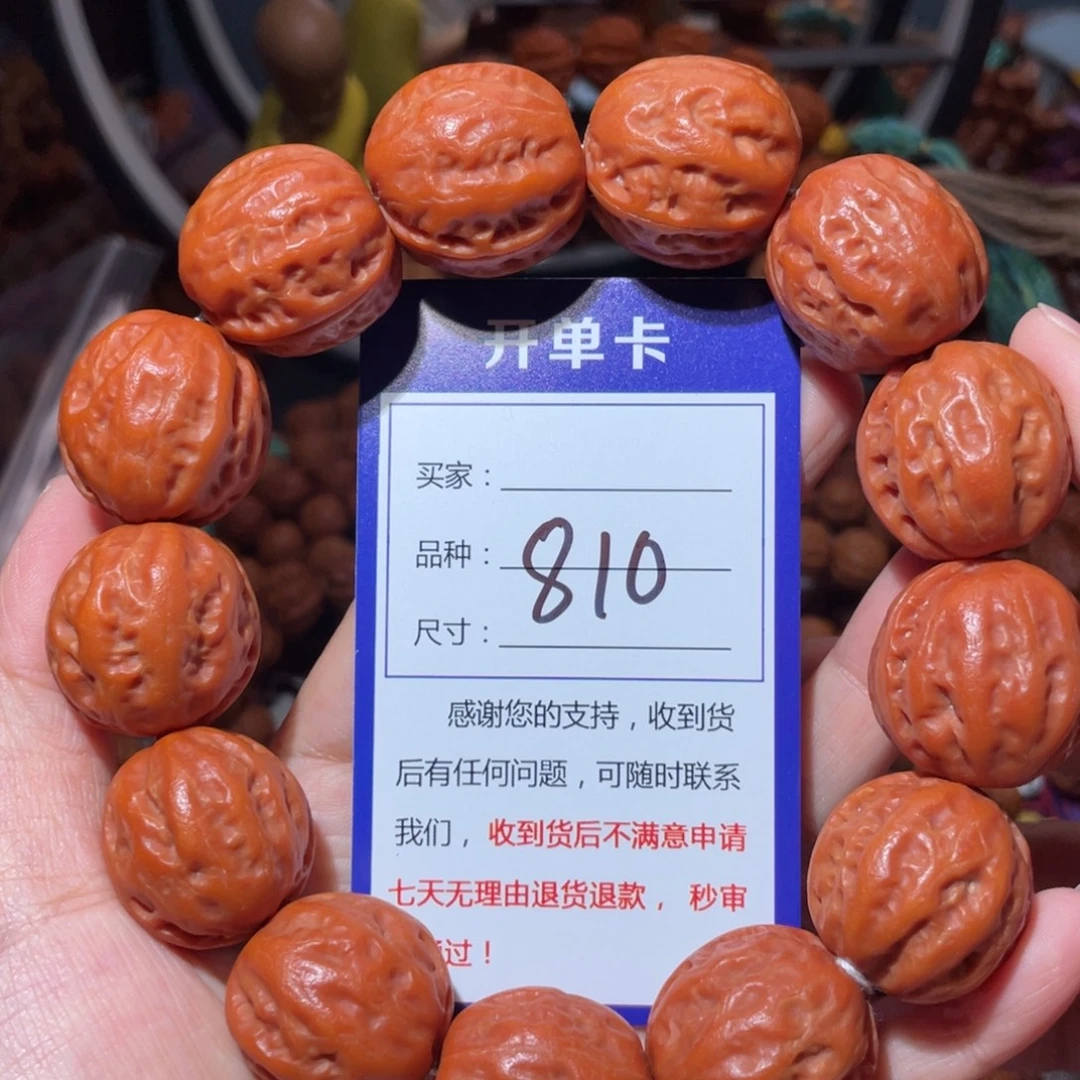 开单卡
买家：
品种：
810
尺寸：
感谢您的支持，收到货
后有任何问题，可随时联系
我们，收到货后不满意申请
七天无理由退货退款，秒审
过！